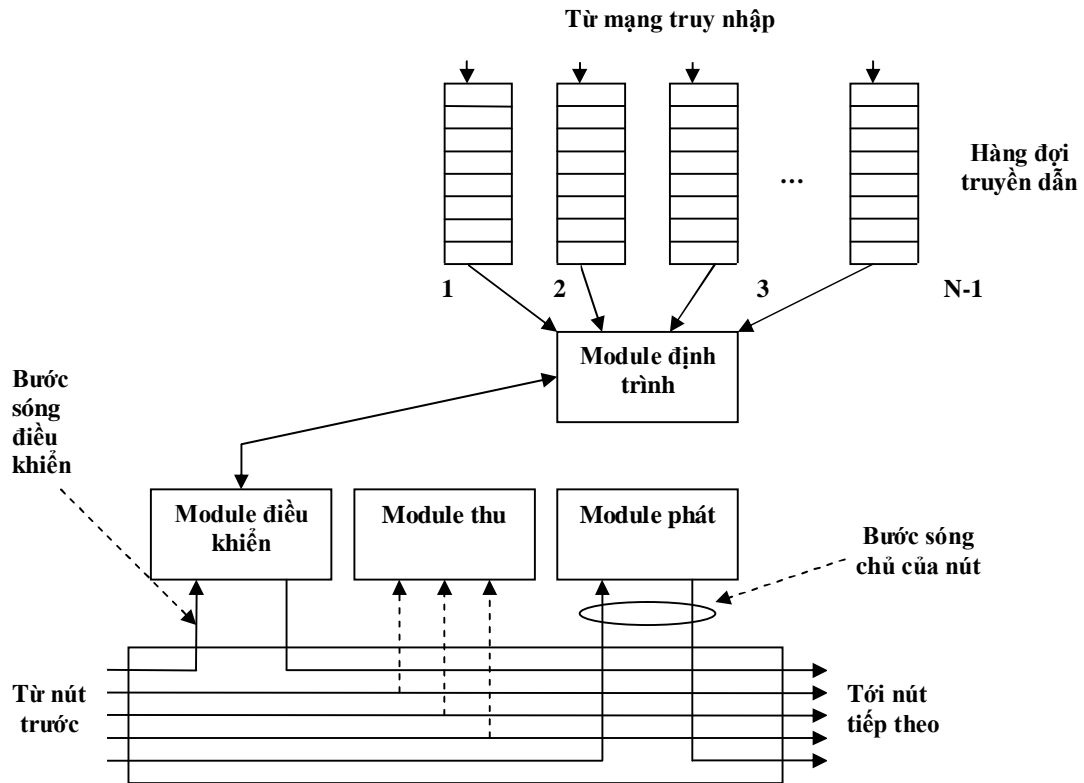 Từ mạng truy nhập
Hàng đợi
truyền dẫn
...
1
2
3
N-1
Module định
trình
Bước
sóng
điều
khiển
Module điều
khiển
Module thu
Module phát
Bước sóng
chủ của nút
Từ nút
trước
Tới nút
tiếp theo